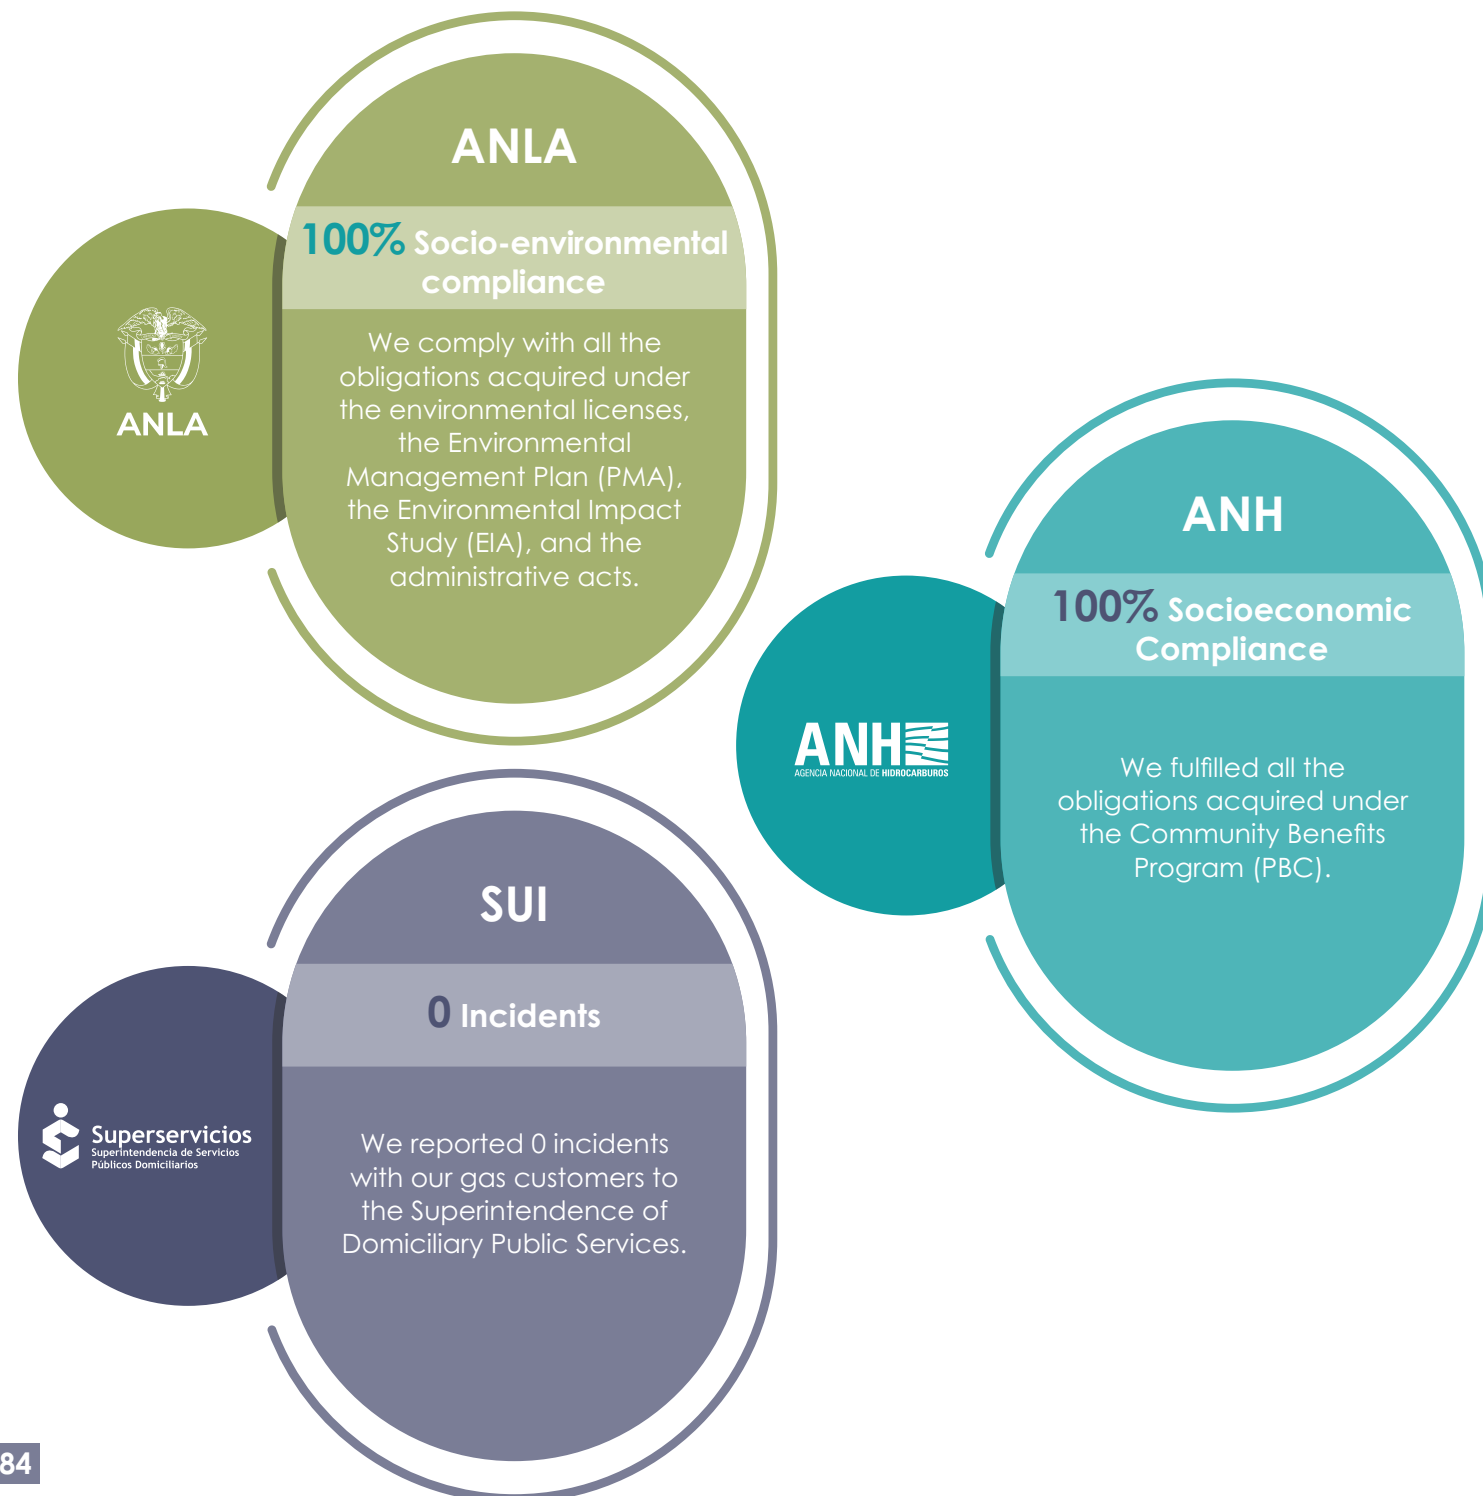 ANLA
100% Socio-environmental
compliance
We comply with all the
obligations acquired under
the environmental licenses,
the Environmental
Management Plan (PMA),
the Environmental Impact
Study (EIA), and the
administrative acts.
ANLA
ANH
100% Socioeconomic
Compliance
We fulfilled all the
obligations acquired under
the Community Benefits
Program (PBC).
ANH
AGENCIA NACIONAL DE HIDROCARBUROS
SUI
0 Incidents
We reported 0 incidents
with our gas customers to
the Superintendence of
Domiciliary Public Services.
Superservicios
Superintendencia de Servicios
Públicos Domiciliarios
84